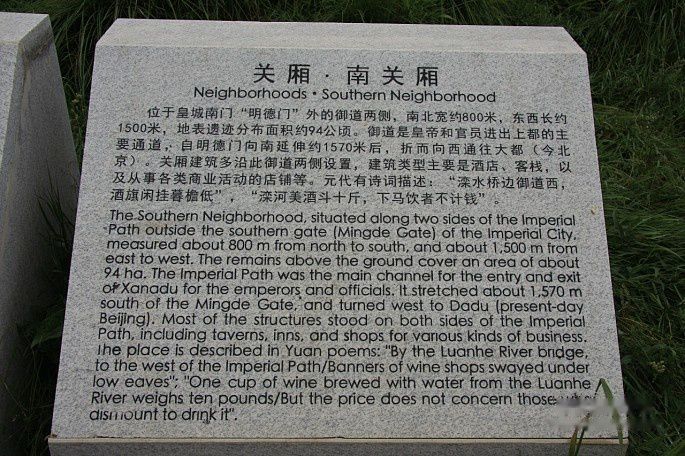 关厢·南关厢
Neighborhoods · Southern Neighborhood
位于皇城南门“明德门”外的御道两侧，南北宽约800米，东西长约
1500米，地表遗迹分布面积约94公顷。御道是皇帝和官员进出上都的主
要通道，自明德门向南延伸约1570米后，折而向西通往大都（今北
京）。关厢建筑多沿此御道两侧设置，建筑类型主要是酒店、客栈，以
及从事各类商业活动的店铺等。元代有诗词描述：“滦水桥边御道西，
酒旗闲挂暮檐低”，“滦河美酒斗十斤，下马饮者不计钱”。
The Southern Neighborhood, situated along two sides of the Imperial
Path outside the southern gate (Mingde Gate) of the Imperial City,
measured about 800 m from north to south, and about 1,500 m from
east to west. The remains above the ground cover an area of about
94 ha. The Imperial Path was the main channel for the entry and exit
of Xanadu for the emperors and officials. It stretched about 1,570 m
south of the Mingde Gate, and turned west to Dadu (present-day
Beijing). Most of the structures stood on both sides of the Imperial
Path, including taverns, inns, and shops for various kinds of business.
The place is described in Yuan poems: "By the Luanhe River bridge,
to the west of the Imperial Path/Banners of wine shops swayed under
low eaves"; "One cup of wine brewed with water from the Luanhe
River weighs ten pounds/But the price does not concern those
dismount to drink it".